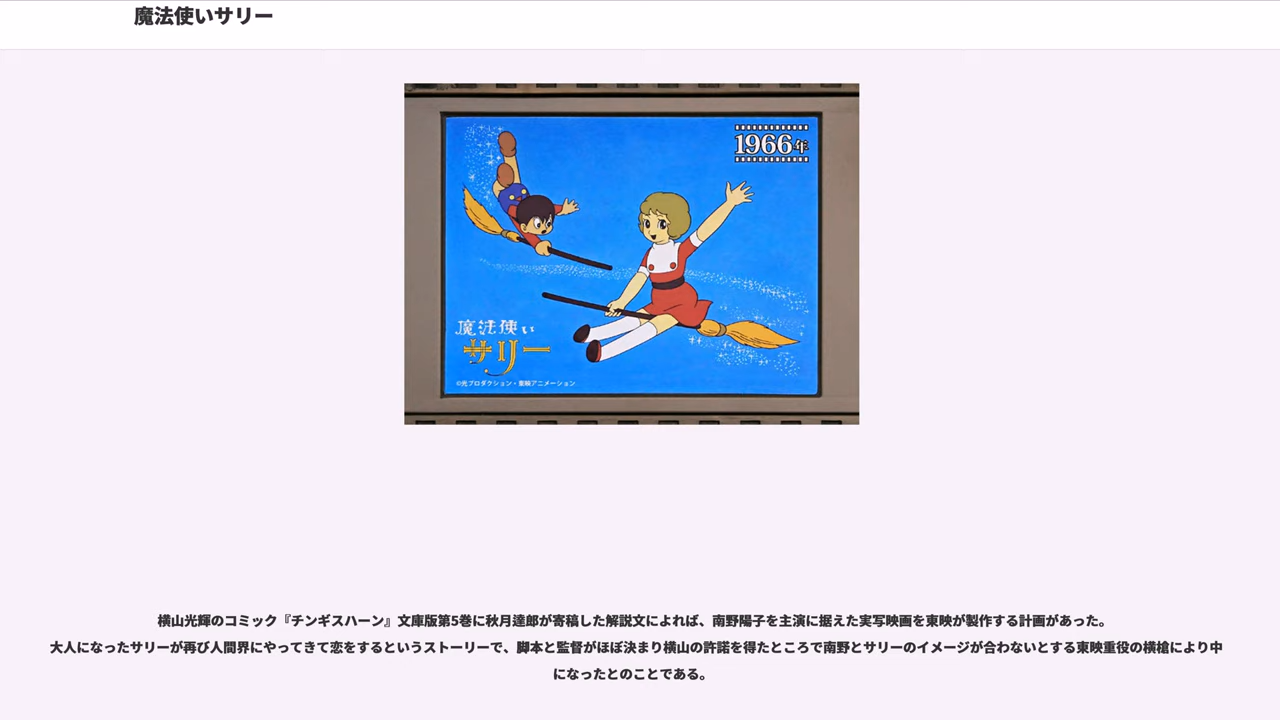 魔法使いサリー
1966年
魔法使い
サリー
©光プロダクション・東映アニメーション
横山光輝のコミック『チンギスハーン』文庫版第5巻に秋月達郎が寄稿した解説文によれば、南野陽子を主演に据えた実写映画を東映が製作する計画があった。
大人になったサリーが再び人間界にやってきて恋をするというストーリーで、脚本と監督がほぼ決まり横山の許諾を得たところで南野とサリーのイメージが合わないとする東映重役の横槍により中
になったとのことである。